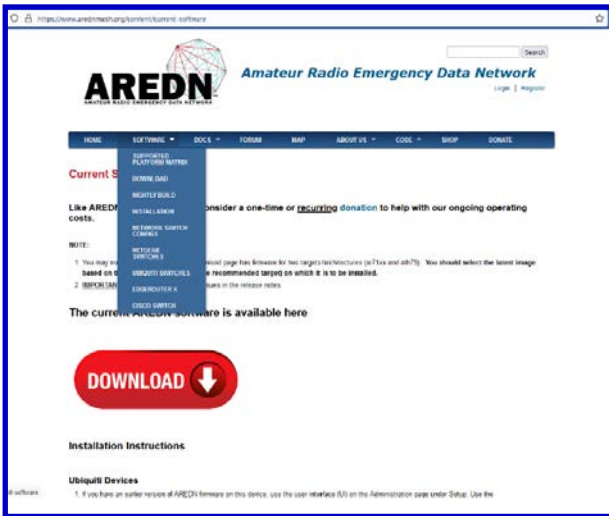 https://www.arednmesh.org/content/current-software
Search
AREDN
AMATEUR RADIO EMERGENCY DATA NETWORK
Amateur Radio Emergency Data Network
Login | Register
HOME SOFTWARE DOCS FORUM MAP ABOUT US CODE SHOP DONATE
SUPPORTED
PLATFORM MATRIX
DOWNLOAD
NIGHTLY BUILD
INSTALLATION
NETWORK SWITCH
CONFIGS
NETGEAR
SWITCHES
UBIQUITI SWITCHES
EDGEROUTER X
CISCO SWITCH
Current S
Like AREDN onsider a one-time or recurring donation to help with our ongoing operating
costs.
NOTE:
1. You may no load page has firmware for two targets/architectures (ar71xx and ath79). You should select the latest image
based on th e recommended target) on which it is to be installed.
2. IMPORTAN sues in the release notes.
The current AREDN software is available here
DOWNLOAD
Installation Instructions
Ubiquiti Devices
1. If you have an earlier version of AREDN firmware on this device, use the user interface (UI) on the Administration page under Setup. Use the
t-software